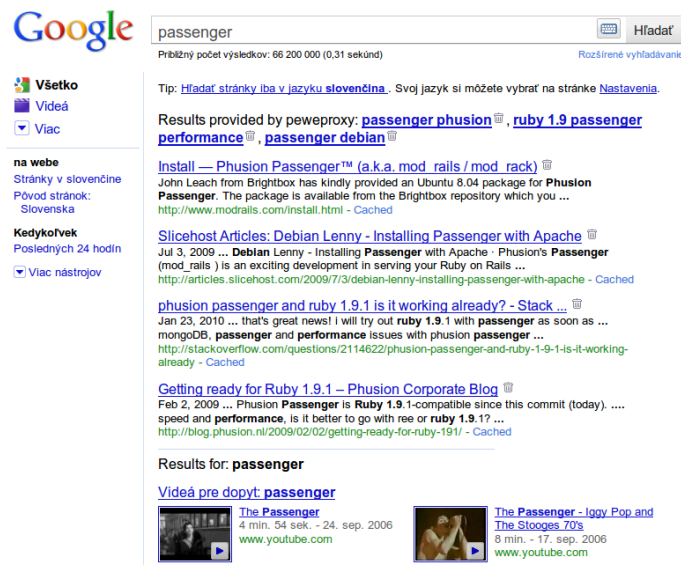 Google
passenger
Hľadať
Približný počet výsledkov: 66 200 000 (0,31 sekúnd)
Rozšírené vyhľadávanie
Všetko
Videá
Viac
na webe
Stránky v slovenčine
Pôvod stránok:
Slovenska
Kedykoľvek
Posledných 24 hodín
Viac nástrojov
Tip: Hľadať stránky iba v jazyku slovenčina . Svoj jazyk si môžete vybrať na stránke Nastavenia.
Results provided by peweproxy: passenger phusion , ruby 1.9 passenger
performance , passenger debian
Install — Phusion Passenger™ (a.k.a. mod_rails / mod_rack)
John Leach from Brightbox has kindly provided an Ubuntu 8.04 package for Phusion
Passenger. The package is available from the Brightbox repository which you ...
http://www.modrails.com/install.html - Cached
Slicehost Articles: Debian Lenny - Installing Passenger with Apache
Jul 3, 2009 ... Debian Lenny - Installing Passenger with Apache · Phusion's Passenger
(mod_rails ) is an exciting development in serving your Ruby on Rails ...
http://articles.slicehost.com/2009/7/3/debian-lenny-installing-passenger-with-apache - Cached
phusion passenger and ruby 1.9.1 is it working already? - Stack ...
Jan 23, 2010 ... that's great news! i will try out ruby 1.9.1 with passenger as soon as ...
mongoDB, passenger and performance issues with phusion passenger ...
http://stackoverflow.com/questions/2114622/phusion-passenger-and-ruby-1-9-1-is-it-working-
already - Cached
Getting ready for Ruby 1.9.1 – Phusion Corporate Blog
Feb 2, 2009 ... Phusion Passenger is Ruby 1.9.1-compatible since this commit (today). ....
speed and performance, is it better to go with ree or ruby 1.9.1? ...
http://blog.phusion.nl/2009/02/02/getting-ready-for-ruby-191/ - Cached
Results for: passenger
Videá pre dopyt: passenger
The Passenger
4 min. 54 sek. - 24. sep. 2006
www.youtube.com
The Passenger - Iggy Pop and
The Stooges 70's
8 min. - 17. sep. 2006
www.youtube.com